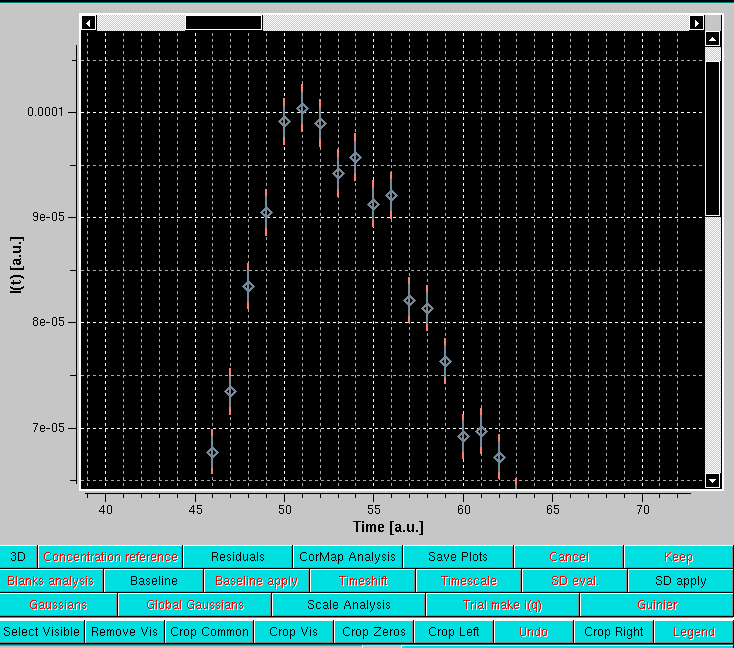 0.0001
9e-05
8e-05
7e-05
I(t) [a.u.]
40 45 50 55 60 65 70
Time [a.u.]
3D Concentration reference Residuals CorMap Analysis Save Plots Cancel Keep
Blanks analysis Baseline Baseline apply Timeshift Timescale SD eval SD apply
Gaussians Global Gaussians Scale Analysis Trial make I(q) Guinier
Select Visible Remove Vis Crop Common Crop Vis Crop Zeros Crop Left Undo Crop Right Legend